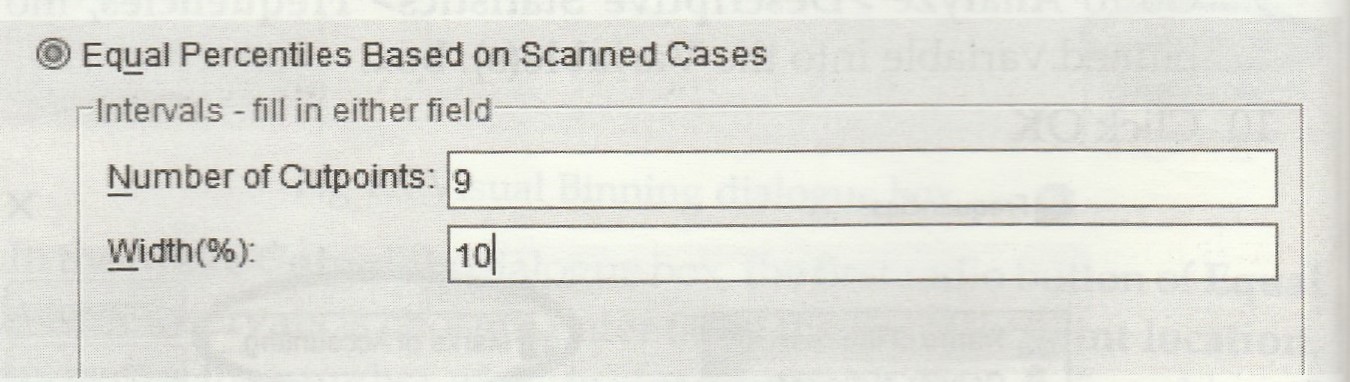 Equal Percentiles Based on Scanned Cases
Intervals - fill in either field
Number of Cutpoints: 9
Width(%): 10